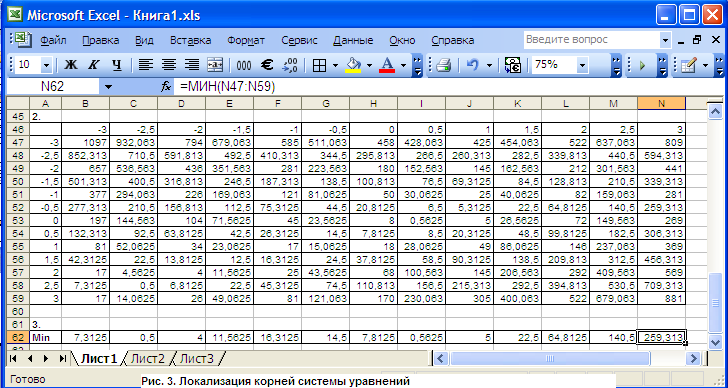 Microsoft Excel - Книга1.xls
Файл Правка Вид Вставка Формат Сервис Данные Окно Справка Введите вопрос
10 Ж 000 €0 75%
N62 fx =МИН(N47:N59)
A B C D E F G H I J K L M N
45 2.
46 -3 -2,5 -2 -1,5 -1 -0,5 0 0,5 1 1,5 2 2,5 3
47 -3 1097 932,063 794 679,063 585 511,063 458 428,063 425 454,063 522 637,063 809
48 -2,5 852,313 710,5 591,813 492,5 410,313 344,5 295,813 266,5 260,313 282,5 339,813 440,5 594,313
49 -2 657 536,563 436 351,563 281 223,563 180 152,563 145 162,563 212 301,563 441
50 -1,5 501,313 400,5 316,813 246,5 187,313 138,5 100,813 76,5 69,3125 84,5 128,813 210,5 339,313
51 -1 377 294,063 226 169,063 121 81,0625 50 30,0625 25 40,0625 82 159,063 281
52 -0,5 277,313 210,5 156,813 112,5 75,3125 44,5 20,8125 6,5 5,3125 22,5 64,8125 140,5 259,313
53 0 197 144,563 104 71,5625 45 23,5625 8 0,5625 5 26,5625 72 149,563 269
54 0,5 132,313 92,5 63,8125 42,5 26,3125 14,5 7,8125 8,5 20,3125 48,5 99,8125 182,5 306,313
55 1 81 52,0625 34 23,0625 17 15,0625 18 28,0625 49 86,0625 146 237,063 369
56 1,5 42,3125 22,5 13,8125 12,5 16,3125 24,5 37,8125 58,5 90,3125 138,5 209,813 312,5 456,313
57 2 17 4,5625 4 11,5625 25 43,5625 68 100,563 145 206,563 292 409,563 569
58 2,5 7,3125 0,5 6,8125 22,5 45,3125 74,5 110,813 156,5 215,313 292,5 394,813 530,5 709,313
59 3 17 14,0625 26 49,0625 81 121,063 170 230,063 305 400,063 522 679,063 881
60
61 3.
62 Min 7,3125 0,5 4 11,5625 16,3125 14,5 7,8125 0,5625 5 22,5 64,8125 140,5 259,313
Лист1 Лист2 Лист3
Готово
Рис. 3. Локализация корней системы уравнений